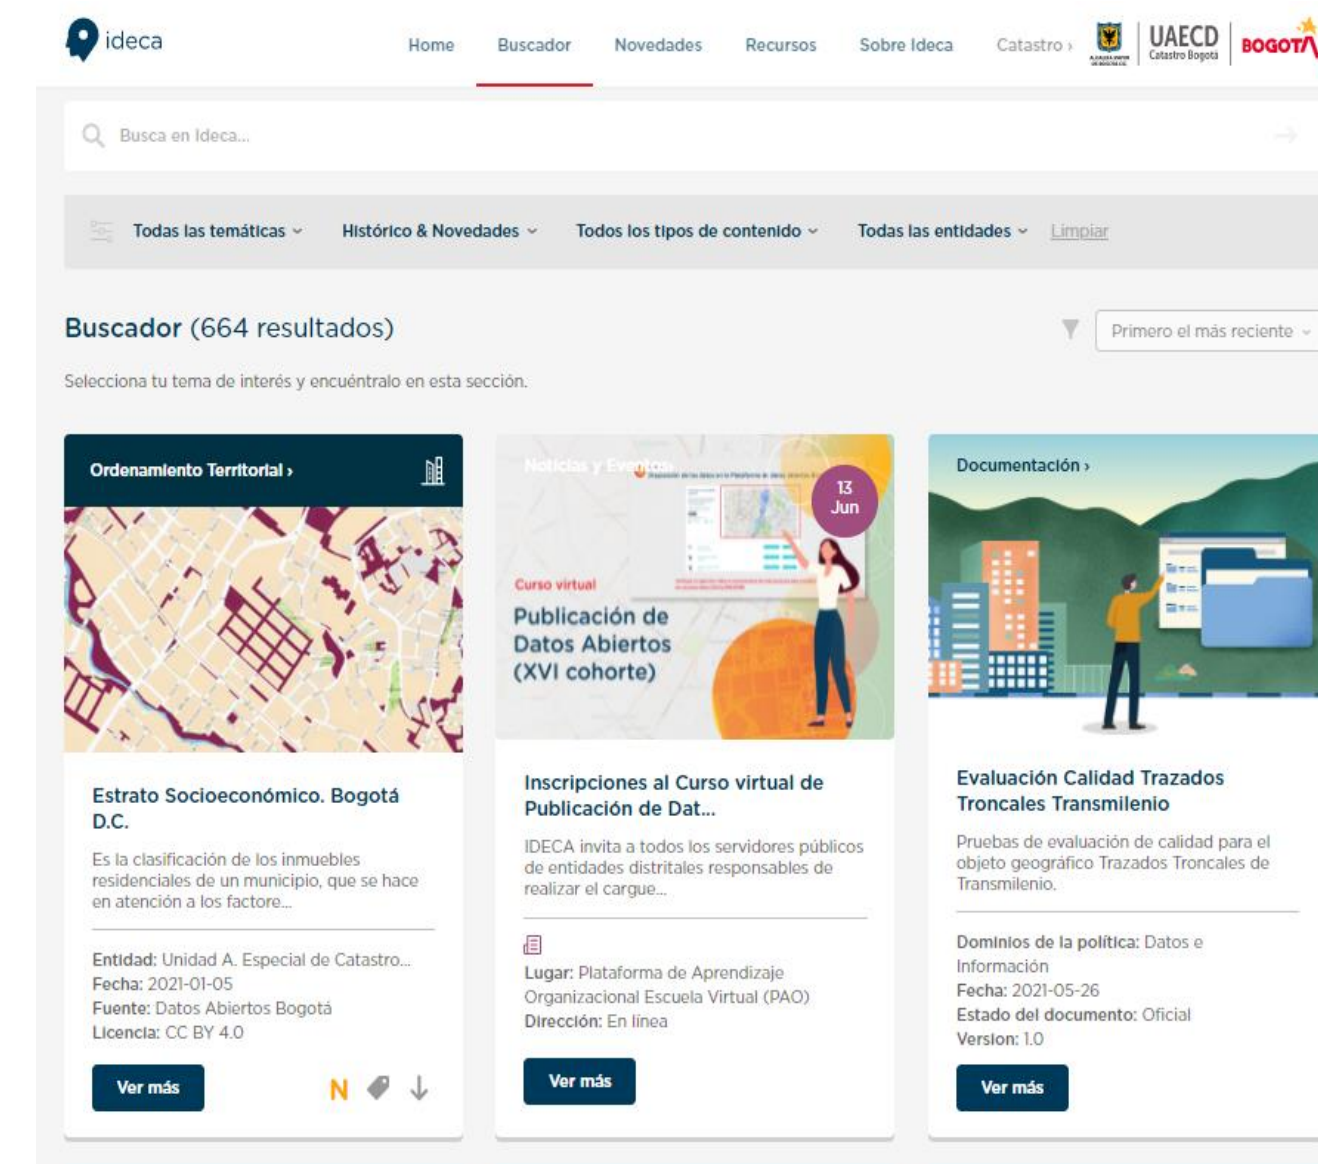 ideca
Home Buscador Novedades Recursos Sobre Ideca Catastro ›
UAECD
Catastro Bogotá
BOGOTÁ
Busca en Ideca...
Todas las temáticas Histórico & Novedades Todos los tipos de contenido Todas las entidades Limpiar
Buscador (664 resultados)
Primero el más reciente
Selecciona tu tema de interés y encuéntralo en esta sección.
Ordenamiento Territorial ›
Estrato Socioeconómico. Bogotá
D.C.
Es la clasificación de los inmuebles
residenciales de un municipio, que se hace
en atención a los factore...
Entidad: Unidad A. Especial de Catastro...
Fecha: 2021-01-05
Fuente: Datos Abiertos Bogotá
Licencia: CC BY 4.0
Ver más
N
Noticias y Eventos›
13
Jun
Curso virtual
Publicación de
Datos Abiertos
(XVI cohorte)
Inscripciones al Curso virtual de
Publicación de Dat...
IDECA invita a todos los servidores públicos
de entidades distritales responsables de
realizar el cargue...
Lugar: Plataforma de Aprendizaje
Organizacional Escuela Virtual (PAO)
Dirección: En línea
Ver más
Documentación ›
Evaluación Calidad Trazados
Troncales Transmilenio
Pruebas de evaluación de calidad para el
objeto geográfico Trazados Troncales de
Transmilenio.
Dominios de la política: Datos e
Información
Fecha: 2021-05-26
Estado del documento: Oficial
Version: 1.0
Ver más